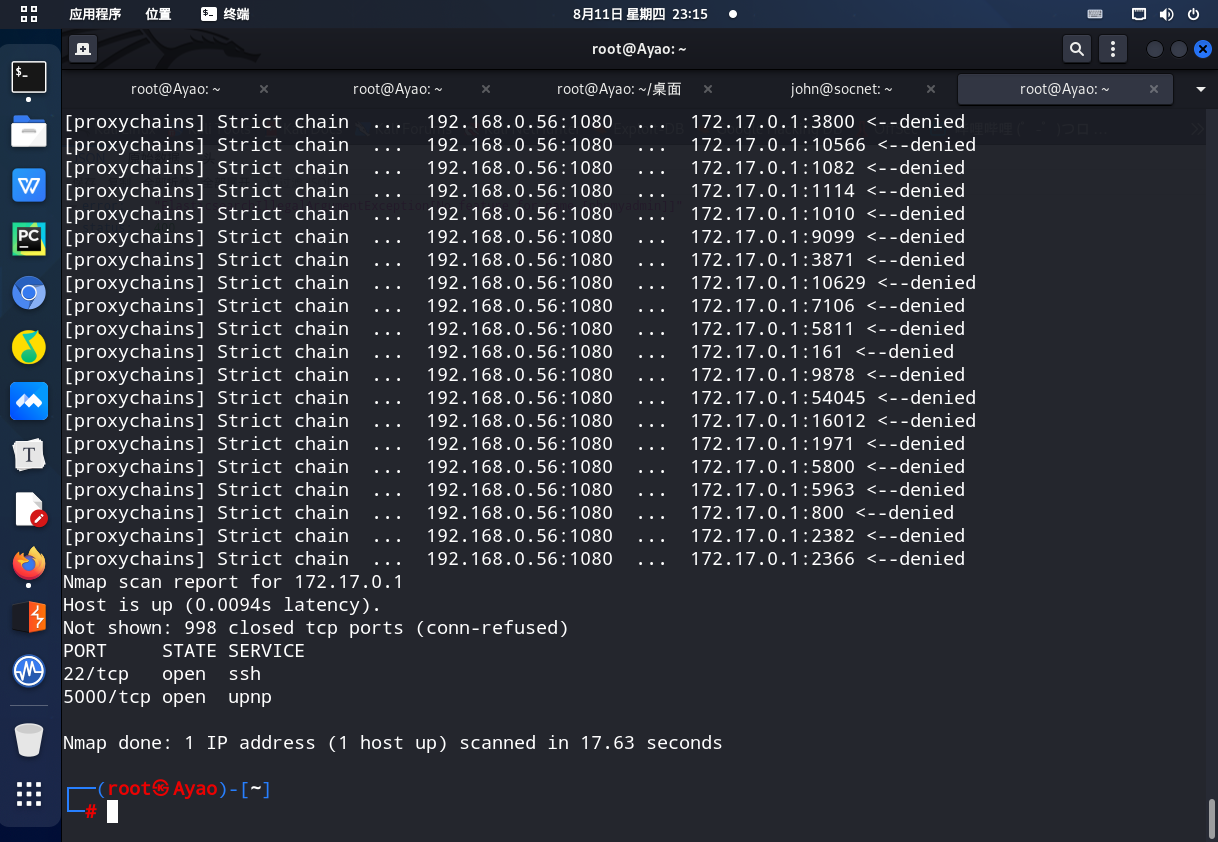 应用程序 位置 终端 8月11日 星期四 23:15
root@Ayao: ~
root@Ayao: ~ root@Ayao: ~ root@Ayao: ~/桌面 john@socnet: ~ root@Ayao: ~
[proxychains] Strict chain ... 192.168.0.56:1080 ... 172.17.0.1:3800 <--denied
[proxychains] Strict chain ... 192.168.0.56:1080 ... 172.17.0.1:10566 <--denied
[proxychains] Strict chain ... 192.168.0.56:1080 ... 172.17.0.1:1082 <--denied
[proxychains] Strict chain ... 192.168.0.56:1080 ... 172.17.0.1:1114 <--denied
[proxychains] Strict chain ... 192.168.0.56:1080 ... 172.17.0.1:1010 <--denied
[proxychains] Strict chain ... 192.168.0.56:1080 ... 172.17.0.1:9099 <--denied
[proxychains] Strict chain ... 192.168.0.56:1080 ... 172.17.0.1:3871 <--denied
[proxychains] Strict chain ... 192.168.0.56:1080 ... 172.17.0.1:10629 <--denied
[proxychains] Strict chain ... 192.168.0.56:1080 ... 172.17.0.1:7106 <--denied
[proxychains] Strict chain ... 192.168.0.56:1080 ... 172.17.0.1:5811 <--denied
[proxychains] Strict chain ... 192.168.0.56:1080 ... 172.17.0.1:161 <--denied
[proxychains] Strict chain ... 192.168.0.56:1080 ... 172.17.0.1:9878 <--denied
[proxychains] Strict chain ... 192.168.0.56:1080 ... 172.17.0.1:54045 <--denied
[proxychains] Strict chain ... 192.168.0.56:1080 ... 172.17.0.1:16012 <--denied
[proxychains] Strict chain ... 192.168.0.56:1080 ... 172.17.0.1:1971 <--denied
[proxychains] Strict chain ... 192.168.0.56:1080 ... 172.17.0.1:5800 <--denied
[proxychains] Strict chain ... 192.168.0.56:1080 ... 172.17.0.1:5963 <--denied
[proxychains] Strict chain ... 192.168.0.56:1080 ... 172.17.0.1:800 <--denied
[proxychains] Strict chain ... 192.168.0.56:1080 ... 172.17.0.1:2382 <--denied
[proxychains] Strict chain ... 192.168.0.56:1080 ... 172.17.0.1:2366 <--denied
Nmap scan report for 172.17.0.1
Host is up (0.0094s latency).
Not shown: 998 closed tcp ports (conn-refused)
PORT STATE SERVICE
22/tcp open ssh
5000/tcp open upnp
Nmap done: 1 IP address (1 host up) scanned in 17.63 seconds
┌──(root㉿Ayao)-[~]
└─#